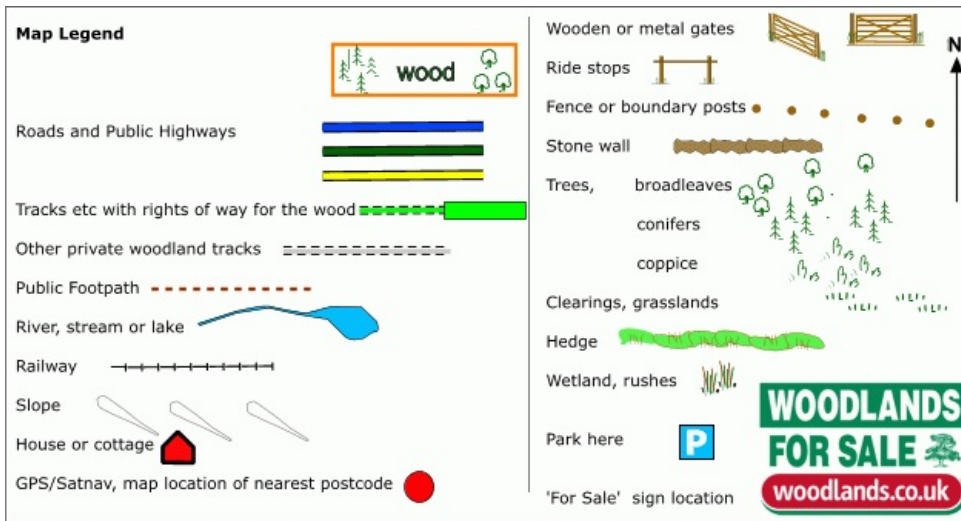 Map Legend
wood
Roads and Public Highways
Tracks etc with rights of way for the wood
Other private woodland tracks
Public Footpath
River, stream or lake
Railway
Slope
House or cottage
GPS/Satnav, map location of nearest postcode
Wooden or metal gates
N
Ride stops
Fence or boundary posts
Stone wall
Trees, broadleaves
conifers
coppice
Clearings, grasslands
Hedge
Wetland, rushes
Park here P
'For Sale' sign location
WOODLANDS
FOR SALE
woodlands.co.uk